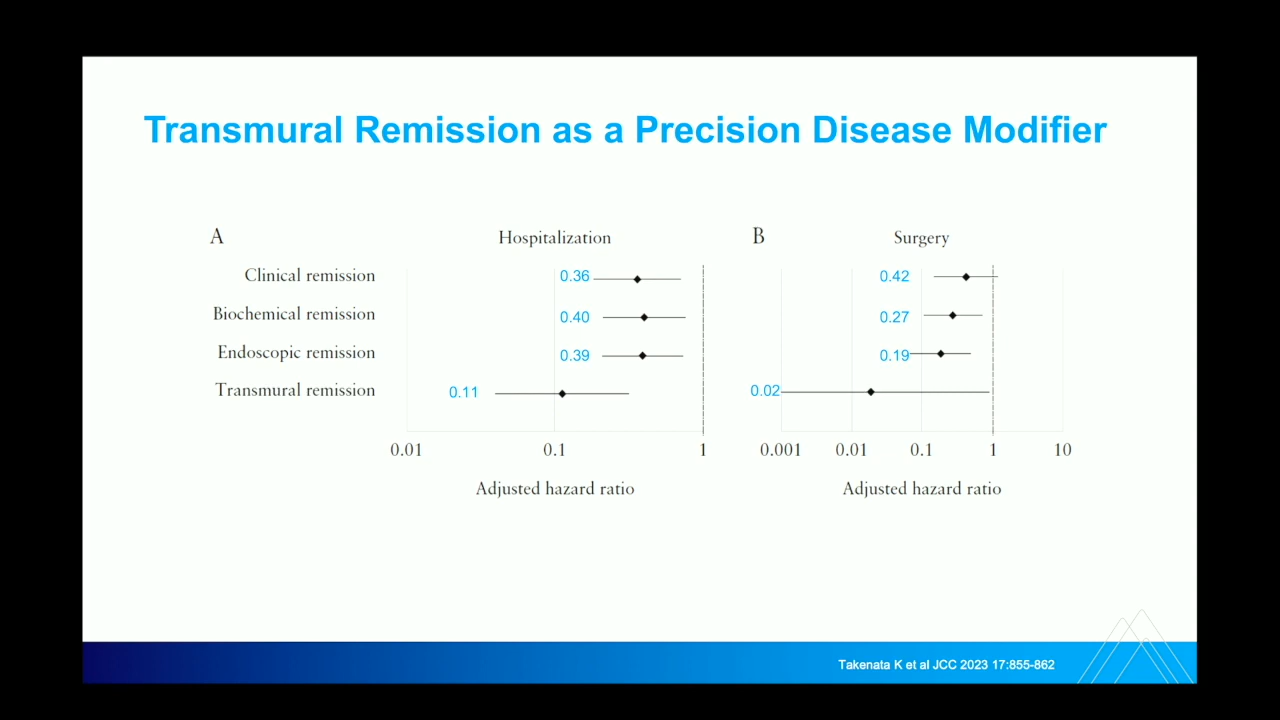 Transmural Remission as a Precision Disease Modifier
A
Hospitalization
Clinical remission
0.36
Biochemical remission
0.40
Endoscopic remission
0.39
Transmural remission
0.11
0.01 0.1 1
Adjusted hazard ratio
B
Surgery
0.42
0.27
0.19
0.02
0.001 0.01 0.1 1 10
Adjusted hazard ratio
Takenata K et al JCC 2023 17:855-862